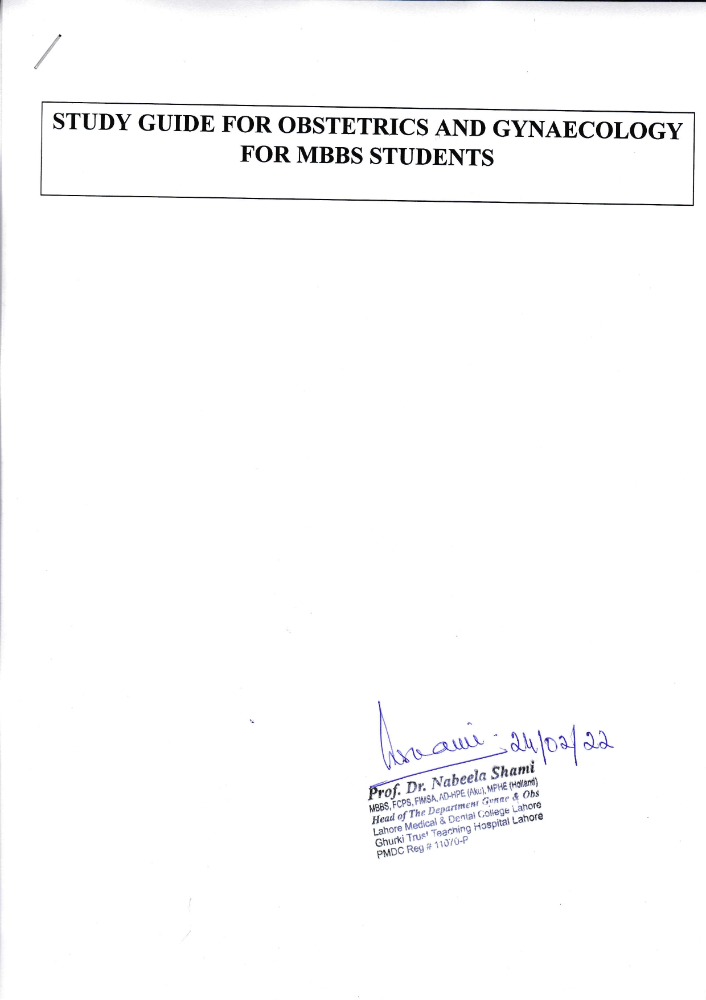 STUDY GUIDE FOR OBSTETRICS AND GYNAECOLOGY
FOR MBBS STUDENTS
24/02/22
Prof. Dr. Nabeela Shami
MBBS, FCPS, FIMSA, AD-HPE (Aku), MPHE (Holland)
Head of The Department Gynae & Obs
Lahore Medical & Dental College Lahore
Ghurki Trust Teaching Hospital Lahore
PMDC Reg # 11070-P